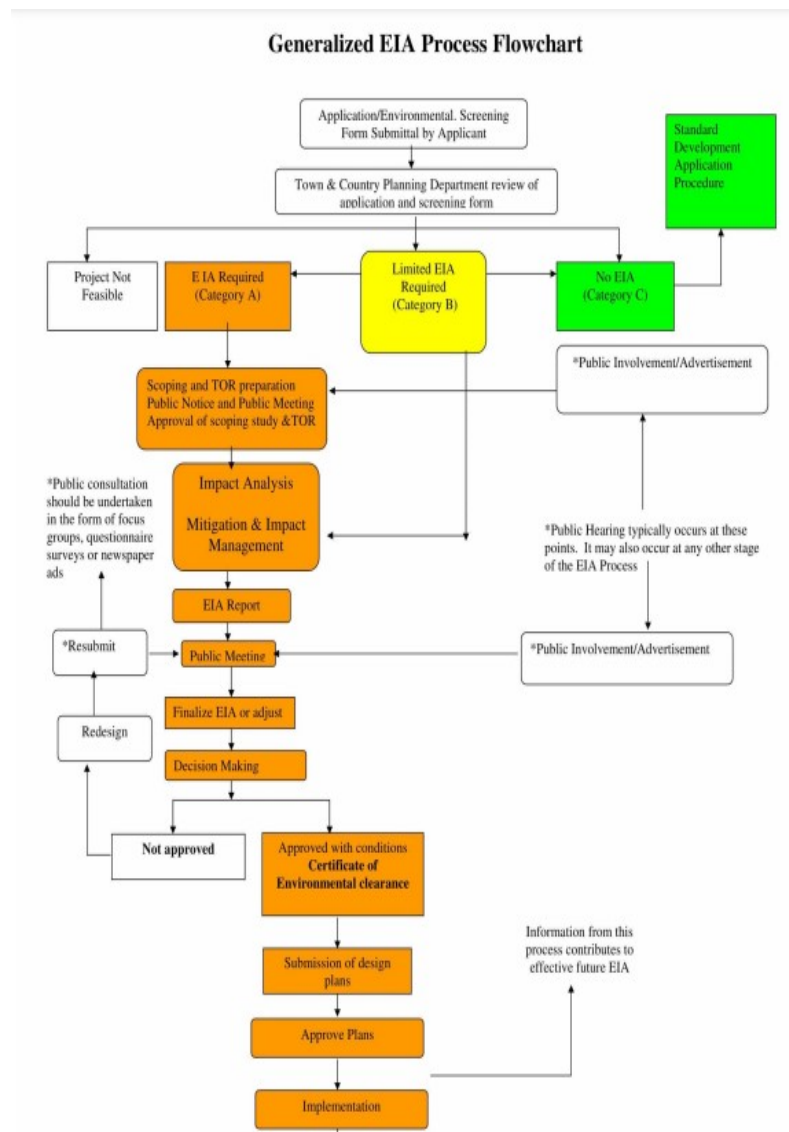 Generalized EIA Process Flowchart
Application/Environmental. Screening
Form Submittal by Applicant
Standard
Development
Application
Procedure
Town & Country Planning Department review of
application and screening form
Project Not
Feasible
E IA Required
(Category A)
Limited EIA
Required
(Category B)
No EIA
(Category C)
*Public Involvement/Advertisement
Scoping and TOR preparation
Public Notice and Public Meeting
Approval of scoping study &TOR
*Public consultation
should be undertaken
in the form of focus
groups, questionnaire
surveys or newspaper
ads
Impact Analysis
Mitigation & Impact
Management
*Public Hearing typically occurs at these
points. It may also occur at any other stage
of the EIA Process
EIA Report
*Resubmit
Public Meeting
*Public Involvement/Advertisement
Finalize EIA or adjust
Redesign
Decision Making
Not approved
Approved with conditions
Certificate of
Environmental clearance
Information from this
process contributes to
effective future EIA
Submission of design
plans
Approve Plans
Implementation